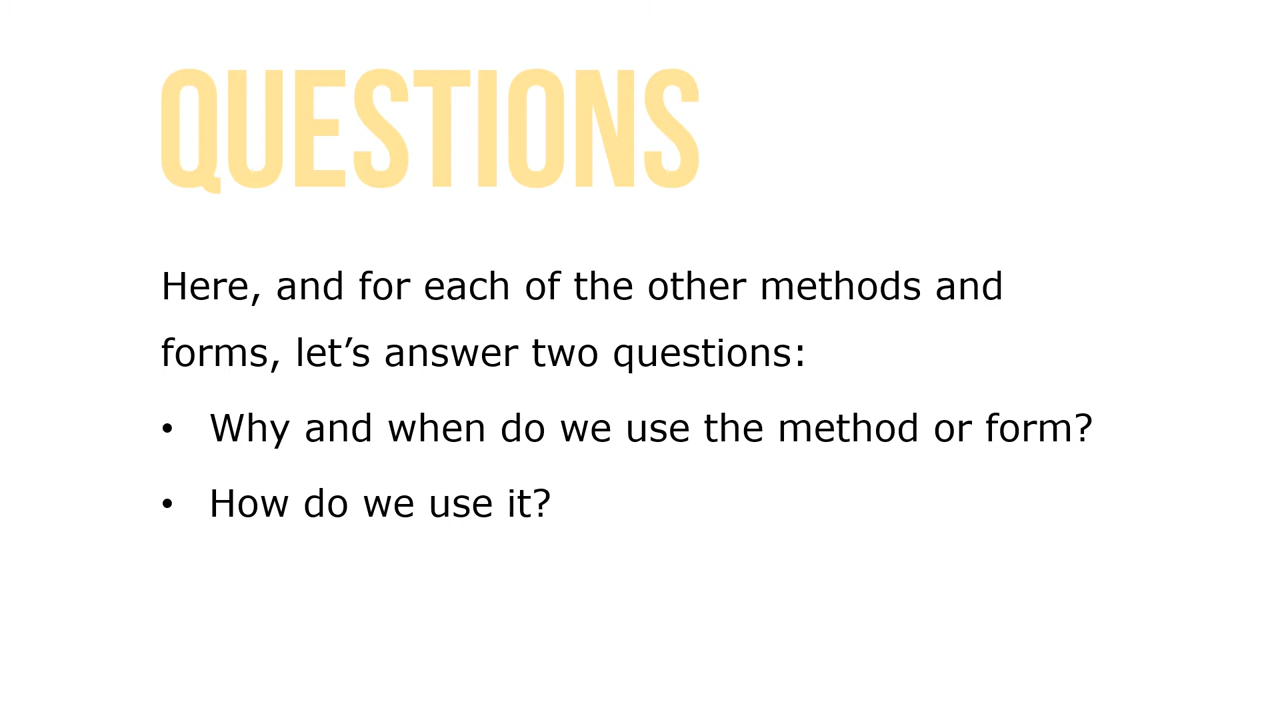 QUESTIONS
Here, and for each of the other methods and
forms, let’s answer two questions:
• Why and when do we use the method or form?
• How do we use it?